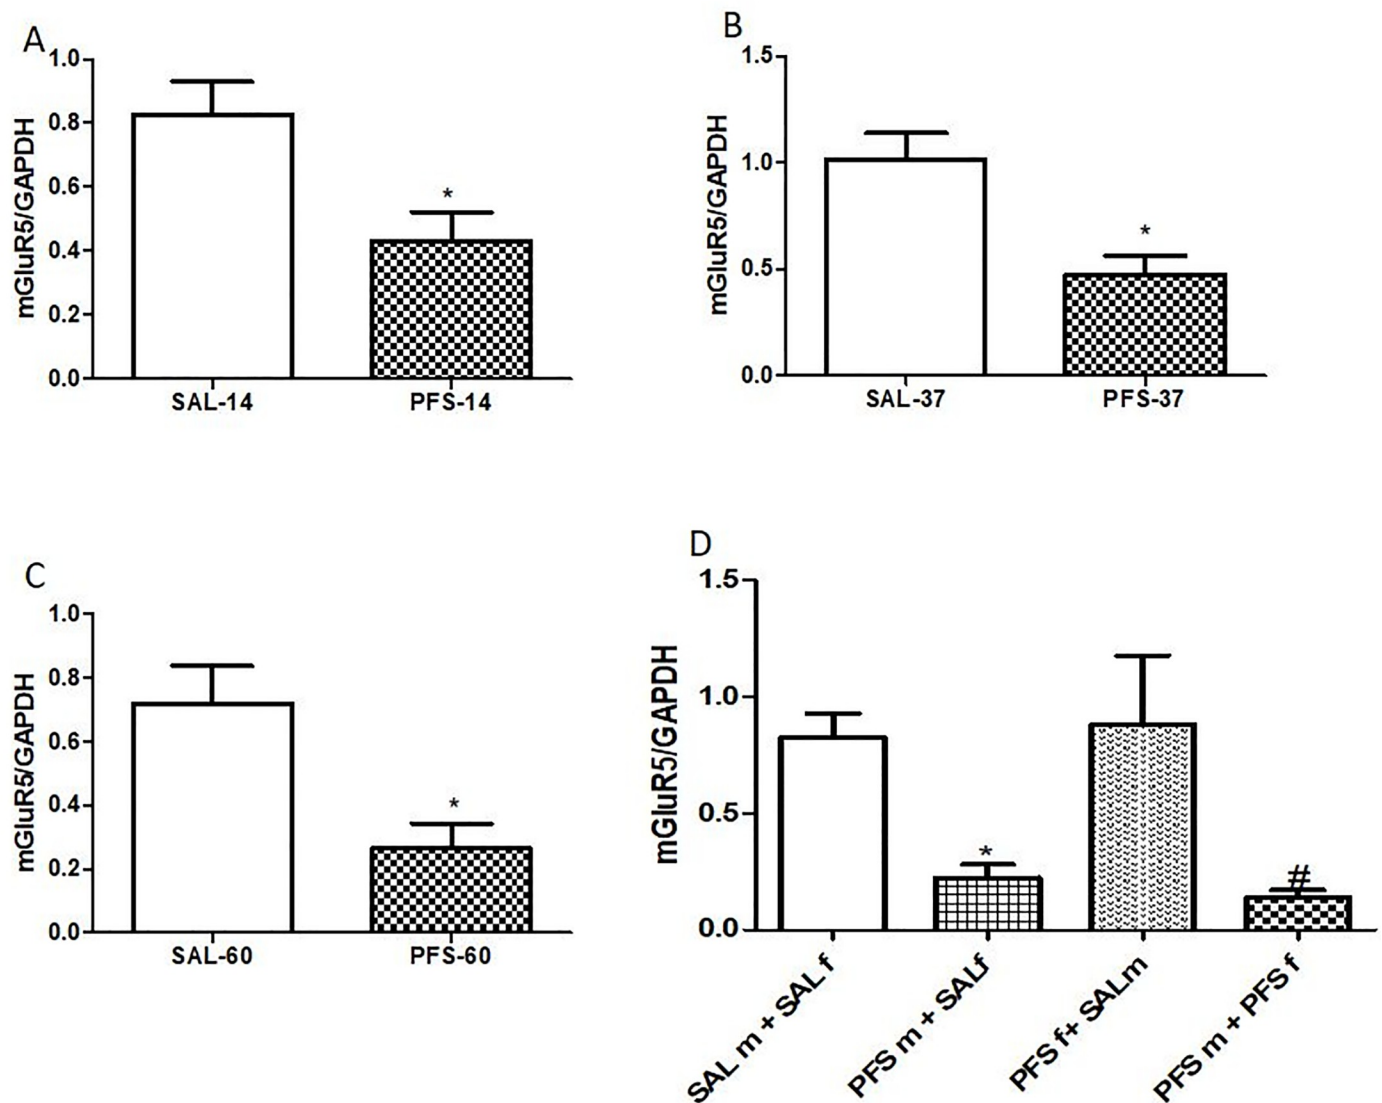 A
1.0
0.8
0.6
0.4
0.2
0.0
mGluR5/GAPDH
*
SAL-14
PFS-14
B
1.5
1.0
0.5
0.0
mGluR5/GAPDH
*
SAL-37
PFS-37
C
1.0
0.8
0.6
0.4
0.2
0.0
mGluR5/GAPDH
*
SAL-60
PFS-60
D
1.5
1.0
0.5
0.0
mGluR5/GAPDH
*
#
SAL m + SAL f
PFS m + SALf
PFS f+ SALm
PFS m + PFS f